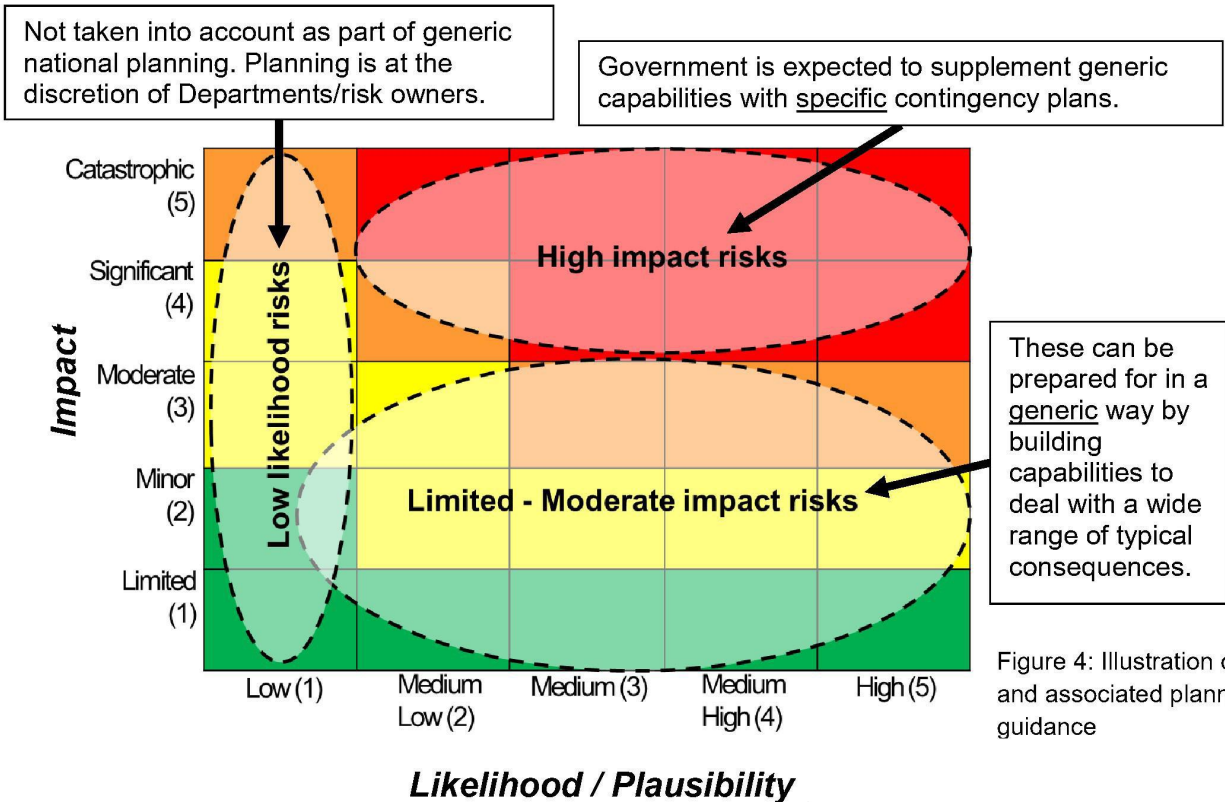 Not taken into account as part of generic
national planning. Planning is at the
discretion of Departments/risk owners.
Government is expected to supplement generic
capabilities with specific contingency plans.
Catastrophic
(5)
Significant
(4)
Moderate
(3)
Minor
(2)
Limited
(1)
Impact
Low likelihood risks
High impact risks
Limited - Moderate impact risks
These can be
prepared for in a
generic way by
building
capabilities to
deal with a wide
range of typical
consequences.
Low (1)
Medium
Low (2)
Medium (3)
Medium
High (4)
High (5)
Likelihood / Plausibility
Figure 4: Illustration
and associated
guidance